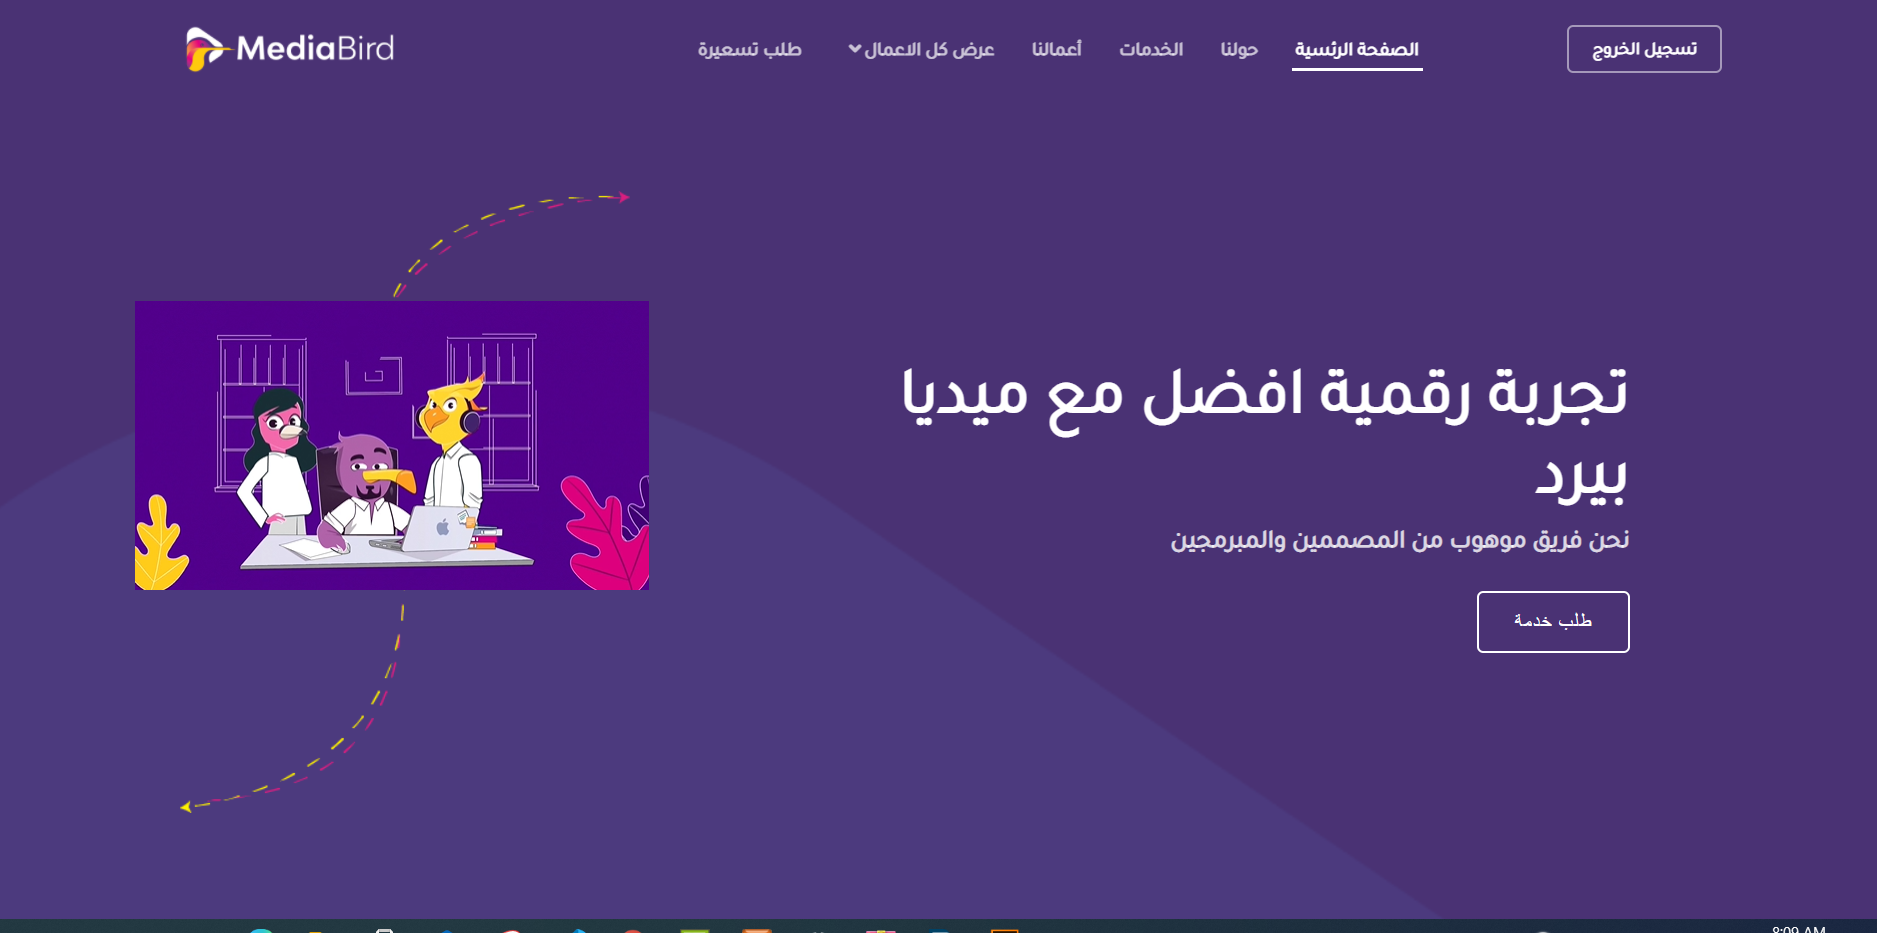 تسجيل الخروج
الصفحة الرئسية
حولنا
الخدمات
أعمالنا
عرض كل الاعمال
طلب تسعيرة
MediaBird
تجربة رقمية افضل مع ميديا
بيرد
نحن فريق موهوب من المصممين والمبرمجين
طلب خدمة
8:09 AM